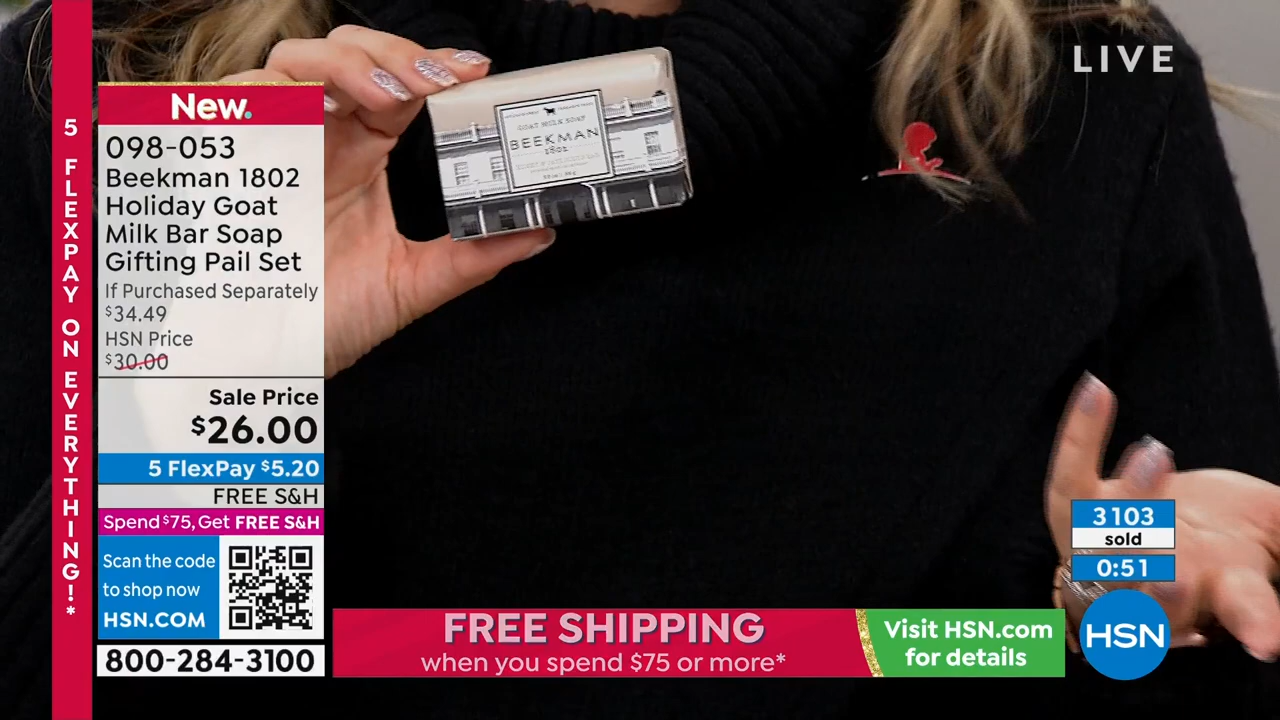 LIVE
5 FLEXPAY ON EVERYTHING!*
New.
098-053
Beekman 1802
Holiday Goat
Milk Bar Soap
Gifting Pail Set
If Purchased Separately
$34.49
HSN Price
$30.00
Sale Price
$26.00
5 FlexPay $5.20
FREE S&H
Spend $75, Get FREE S&H
Scan the code
to shop now
HSN.COM
800-284-3100
GOAT MILK SOAP
BEEKMAN
1802
3103
sold
0:51
HSN
FREE SHIPPING
when you spend $75 or more*
Visit HSN.com
for details